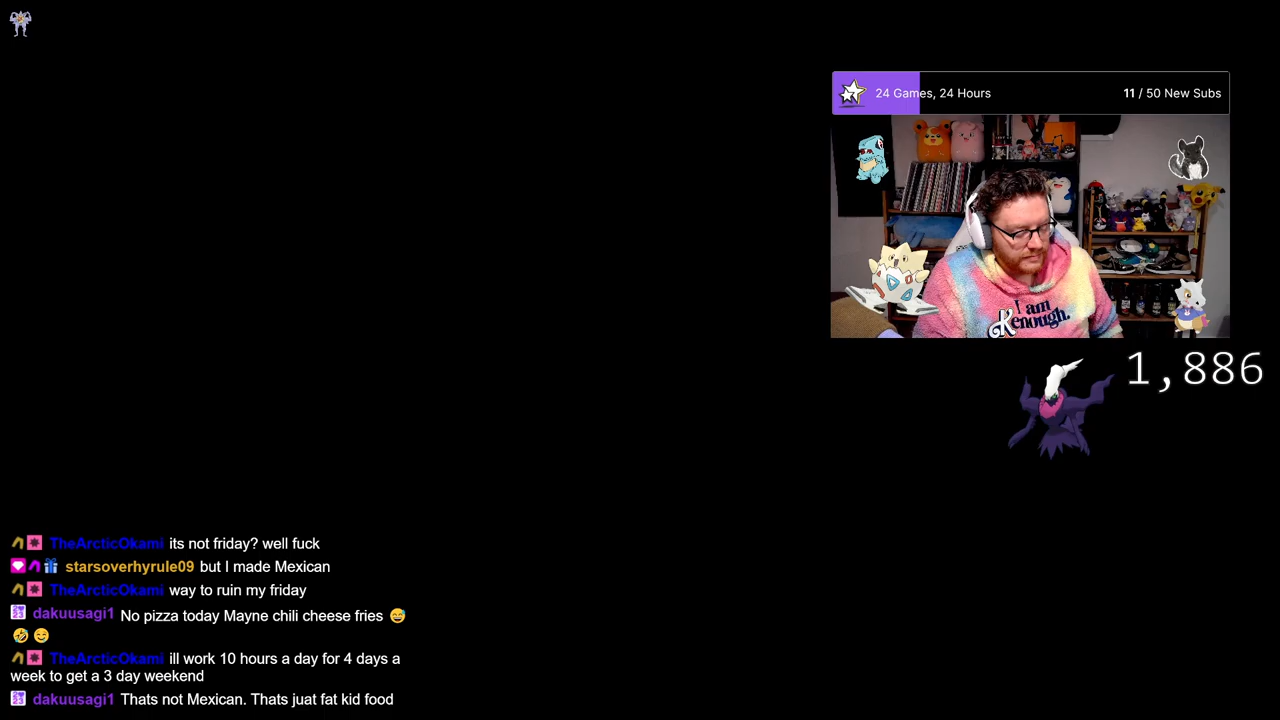 24 Games, 24 Hours 11 / 50 New Subs
I am
Kenough.
1,886
TheArcticOkami its not friday? well fuck
starsoverhyrule09 but I made Mexican
TheArcticOkami way to ruin my friday
dakuusagi1 No pizza today Mayne chili cheese fries 😅
🤣 😊
TheArcticOkami ill work 10 hours a day for 4 days a
week to get a 3 day weekend
dakuusagi1 Thats not Mexican. Thats juat fat kid food